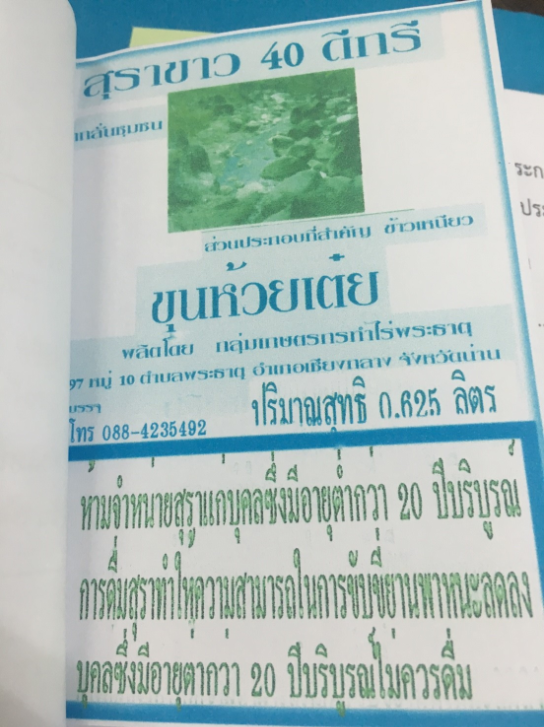 สุราขาว 40 ดีกรี
กลั่นชุมชน
ส่วนประกอบที่สำคัญ ข้าวเหนียว
ขุนห้วยเต๋ย
ผลิตโดย กลุ่มเกษตรกรทำไร่พระธาตุ
97 หมู่ 10 ตำบลพระธาตุ อำเภอเชียงกลาง จังหวัดน่าน
บรรจุ
ปริมาณสุทธิ 0.625 ลิตร
โทร 088-4235492
ห้ามจำหน่ายสุราแก่บุคคลซึ่งมีอายุต่ำกว่า 20 ปีบริบูรณ์
การดื่มสุราทำให้ความสามารถในการขับขี่ยานพาหนะลดลง
บุคคลซึ่งมีอายุต่ำกว่า 20 ปีบริบูรณ์ไม่ควรดื่ม